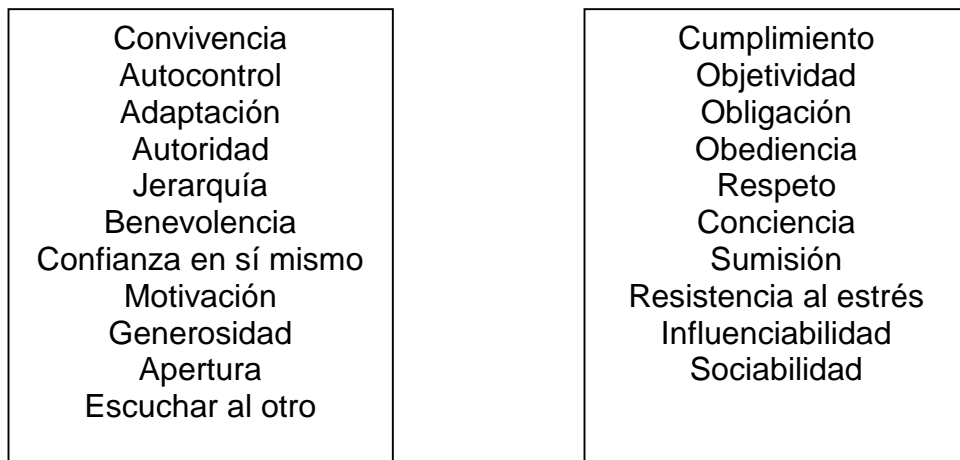 Convivencia
Autocontrol
Adaptación
Autoridad
Jerarquía
Benevolencia
Confianza en sí mismo
Motivación
Generosidad
Apertura
Escuchar al otro
Cumplimiento
Objetividad
Obligación
Obediencia
Respeto
Conciencia
Sumisión
Resistencia al estrés
Influenciabilidad
Sociabilidad